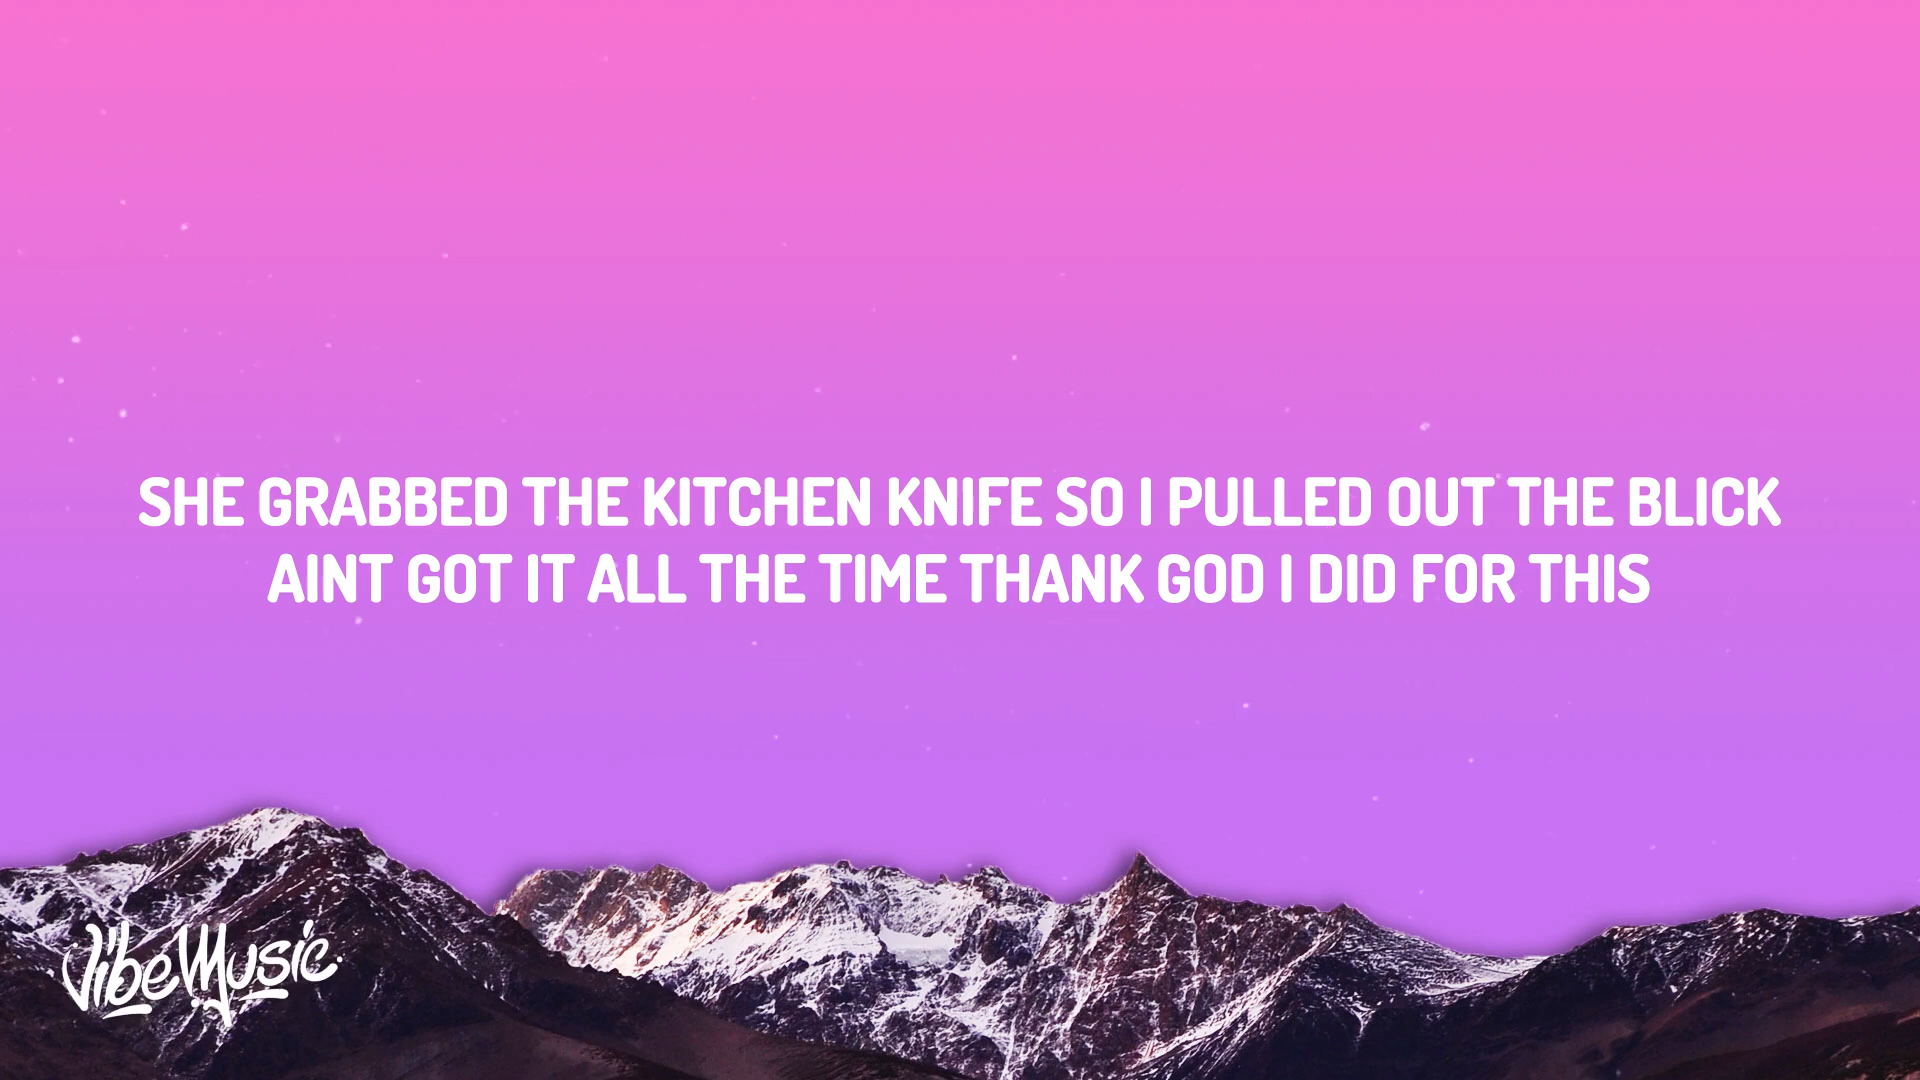 SHE GRABBED THE KITCHEN KNIFE SO I PULLED OUT THE BLICK
AINT GOT IT ALL THE TIME THANK GOD I DID FOR THIS
VibeMusic